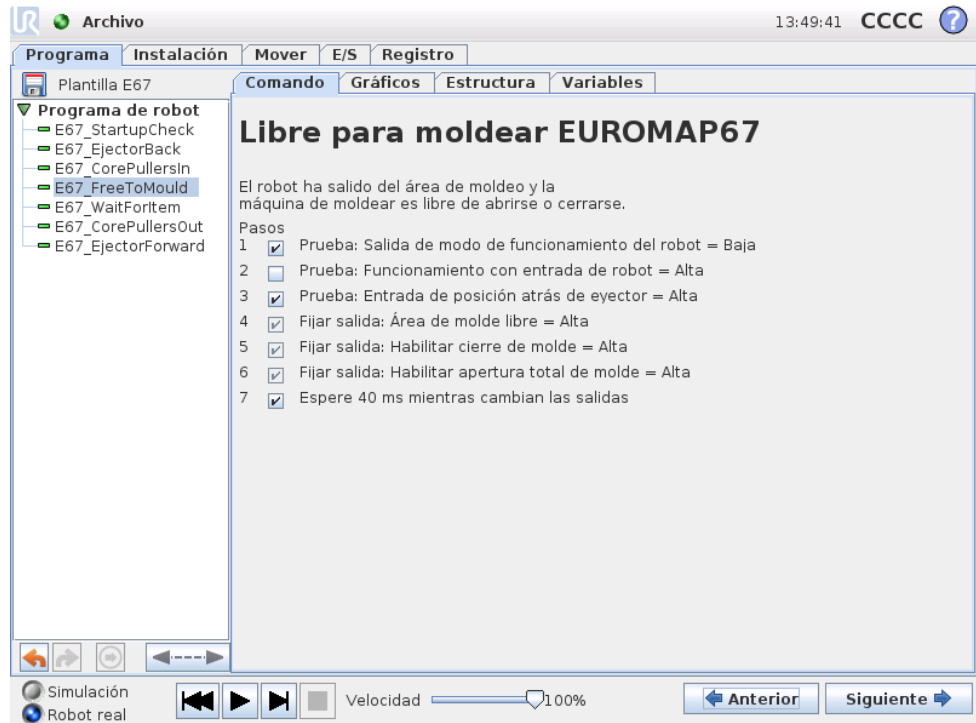 UR Archivo 13:49:41 CCCC ?
Programa Instalación Mover E/S Registro
Plantilla E67
Programa de robot
E67_StartupCheck
E67_EjectorBack
E67_CorePullersIn
E67_FreeToMould
E67_WaitForItem
E67_CorePullersOut
E67_EjectorForward
Comando Gráficos Estructura Variables
Libre para moldear EUROMAP67
El robot ha salido del área de moldeo y la
máquina de moldear es libre de abrirse o cerrarse.
Pasos
1 Prueba: Salida de modo de funcionamiento del robot = Baja
2 Prueba: Funcionamiento con entrada de robot = Alta
3 Prueba: Entrada de posición atrás de eyector = Alta
4 Fijar salida: Área de molde libre = Alta
5 Fijar salida: Habilitar cierre de molde = Alta
6 Fijar salida: Habilitar apertura total de molde = Alta
7 Espere 40 ms mientras cambian las salidas
Simulación
Robot real
Velocidad 100%
Anterior Siguiente